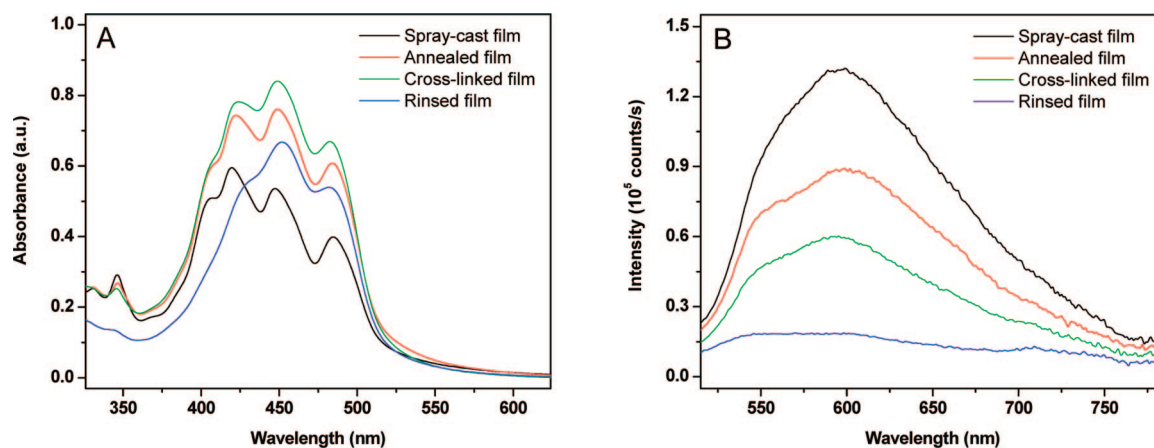 A
Spray-cast film
Annealed film
Cross-linked film
Rinsed film
1.0
0.8
0.6
0.4
0.2
0.0
Absorbance (a.u.)
350 400 450 500 550 600
Wavelength (nm)
B
Spray-cast film
Annealed film
Cross-linked film
Rinsed film
1.5
1.2
0.9
0.6
0.3
0.0
Intensity (10⁵ counts/s)
550 600 650 700 750
Wavelength (nm)